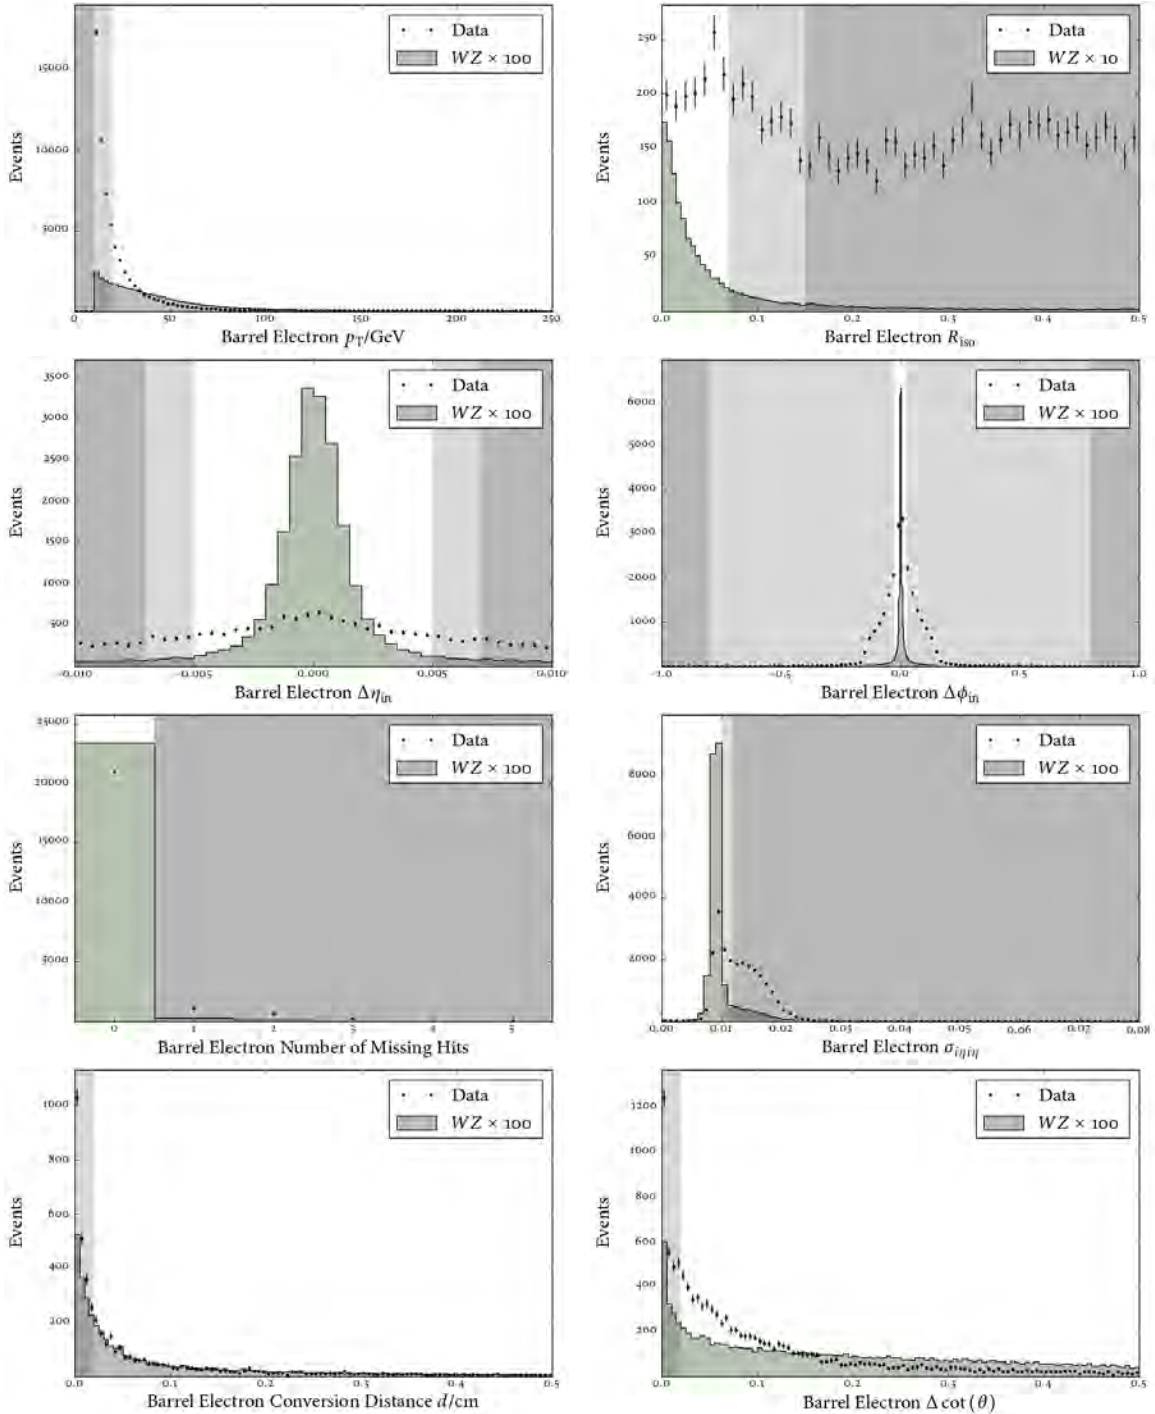 Data
WZ × 100
15000
10000
5000
Events
0 50 100 150 200 250
Barrel Electron pT/GeV
Data
WZ × 10
250
200
150
100
50
Events
0.0 0.1 0.2 0.3 0.4 0.5
Barrel Electron Riso
Data
WZ × 100
3500
3000
2500
2000
1500
1000
500
Events
-0.010 -0.005 0.000 0.005 0.010
Barrel Electron Δηin
Data
WZ × 100
6000
5000
4000
3000
2000
1000
Events
-1.0 -0.5 0.0 0.5 1.0
Barrel Electron Δϕin
Data
WZ × 100
25000
20000
15000
10000
5000
Events
0 1 2 3 4 5
Barrel Electron Number of Missing Hits
Data
WZ × 100
8000
6000
4000
2000
Events
0.00 0.01 0.02 0.03 0.04 0.05 0.06 0.07 0.08
Barrel Electron σiηiη
Data
WZ × 100
1000
800
600
400
200
Events
0.0 0.1 0.2 0.3 0.4 0.5
Barrel Electron Conversion Distance d/cm
Data
WZ × 100
1200
1000
800
600
400
200
Events
0.0 0.1 0.2 0.3 0.4 0.5
Barrel Electron Δ cot (θ)